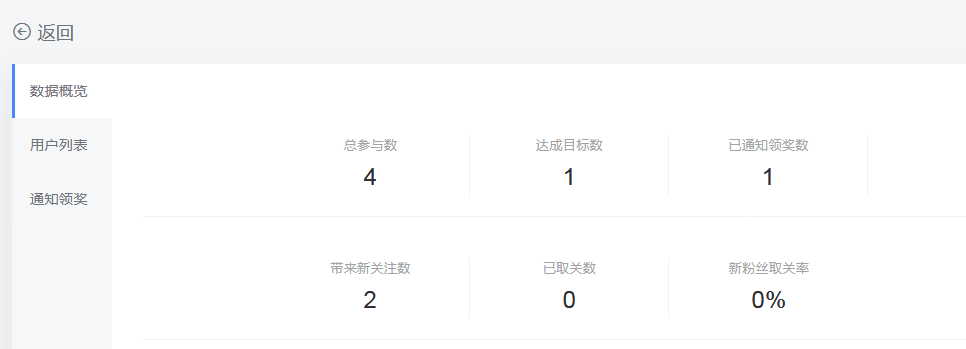 返回
数据概览
用户列表
通知领奖
总参与数
达成目标数
已通知领奖数
4
1
1
带来新关注数
已取关数
新粉丝取关率
2
0
0%